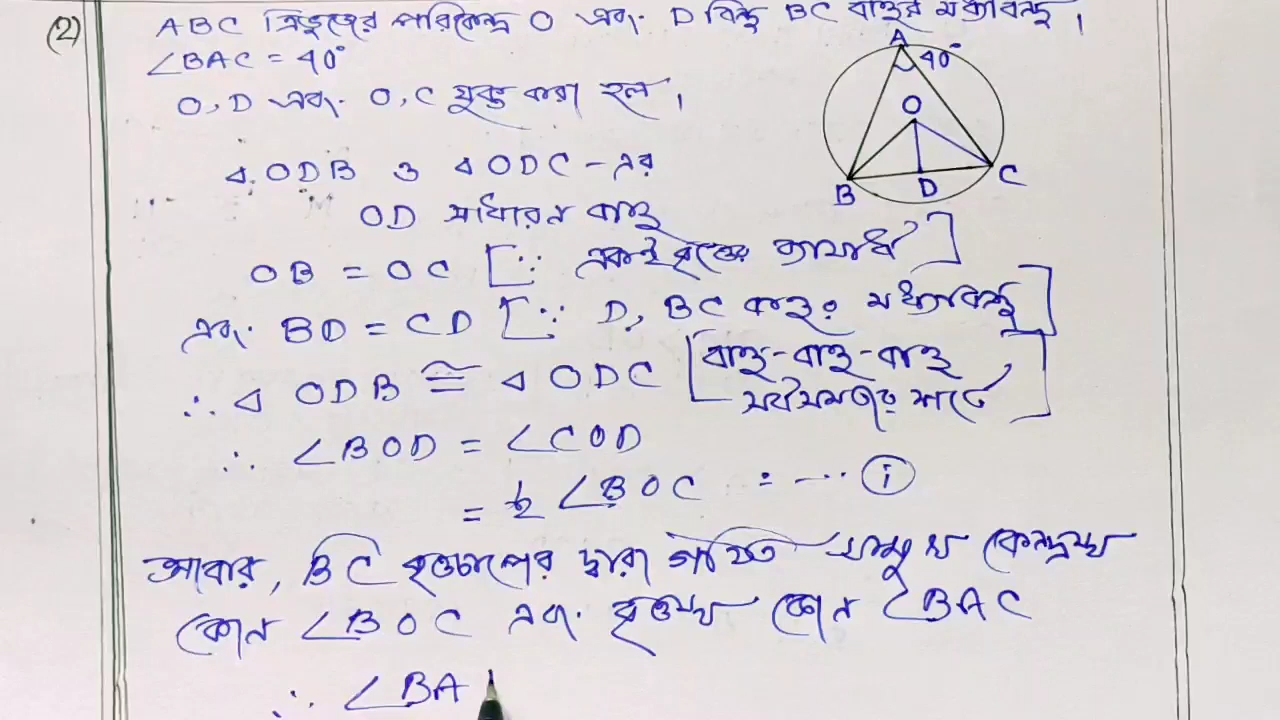 (2) ABC ত্রিভুজের পরিকেন্দ্র O এবং D বিন্দু BC বাহুর মধ্যবিন্দু।
∠BAC = 40°
O, D এবং O, C যুক্ত করা হল।
A 40°
O
B D C
△ ODB ও △ ODC -এর
OD সাধারন বাহু
OB = OC [∵ একই বৃত্তের ব্যাসার্ধ]
এবং BD = CD [∵ D, BC বাহুর মধ্যবিন্দু]
∴ △ ODB ≅ △ ODC [বাহু-বাহু-বাহু
সর্বসমতার শর্তে]
∴ ∠BOD = ∠COD
= ½ ∠BOC : -... (i)
আবার, BC বৃত্তচাপের দ্বারা গঠিত সম্মুখ কেন্দ্রস্থ
কোন ∠BOC এবং বৃত্তস্থ কোন ∠BAC
∴ ∠BA